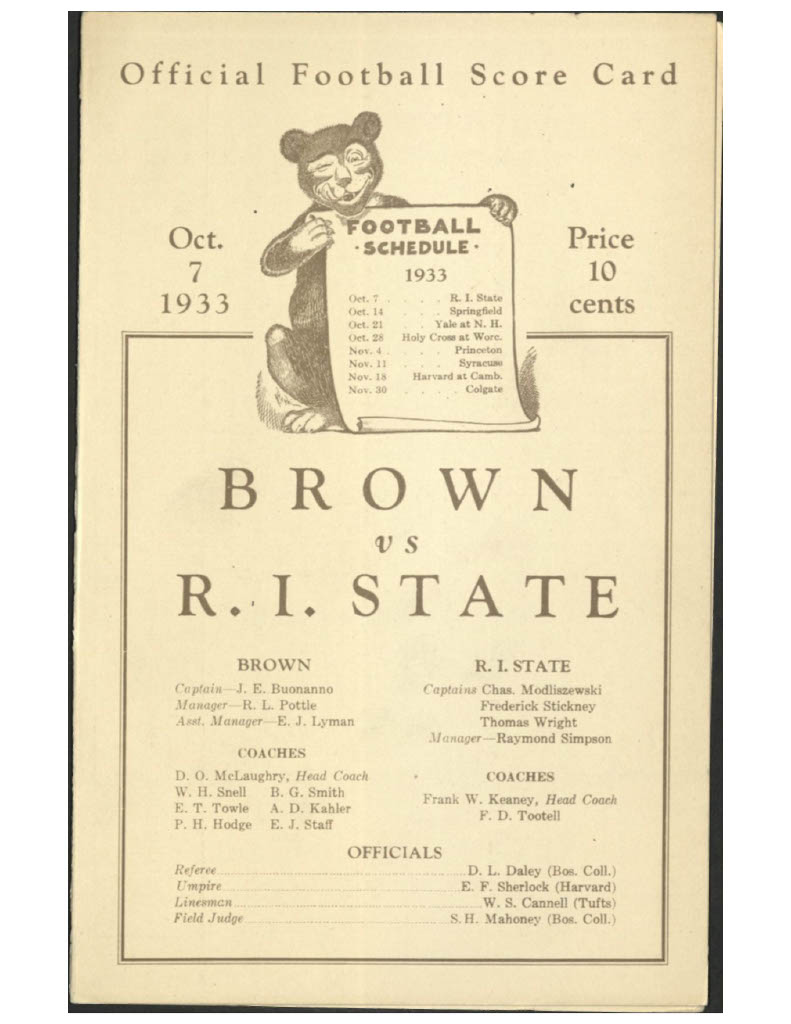 Official Football Score Card
Oct.
7
1933
FOOTBALL
·SCHEDULE·
1933
Oct. 7 . . . . R. I. State
Oct. 14 . . . Springfield
Oct. 21 . . Yale at N. H.
Oct. 28 Holy Cross at Worc.
Nov. 4 . . . . Princeton
Nov. 11 . . . Syracuse
Nov. 18 Harvard at Camb.
Nov. 30 . . . . Colgate
Price
10
cents
BROWN
vs
R. I. STATE
BROWN
Captain—J. E. Buonanno
Manager—R. L. Pottle
Asst. Manager—E. J. Lyman
COACHES
D. O. McLaughry, Head Coach
W. H. Snell B. G. Smith
E. T. Towle A. D. Kahler
P. H. Hodge E. J. Staff
R. I. STATE
Captains Chas. Modliszewski
Frederick Stickney
Thomas Wright
Manager—Raymond Simpson
COACHES
Frank W. Keaney, Head Coach
F. D. Tootell
OFFICIALS
Referee........D. L. Daley (Bos. Coll.)
Umpire........E. F. Sherlock (Harvard)
Linesman........W. S. Cannell (Tufts)
Field Judge........S. H. Mahoney (Bos. Coll.)